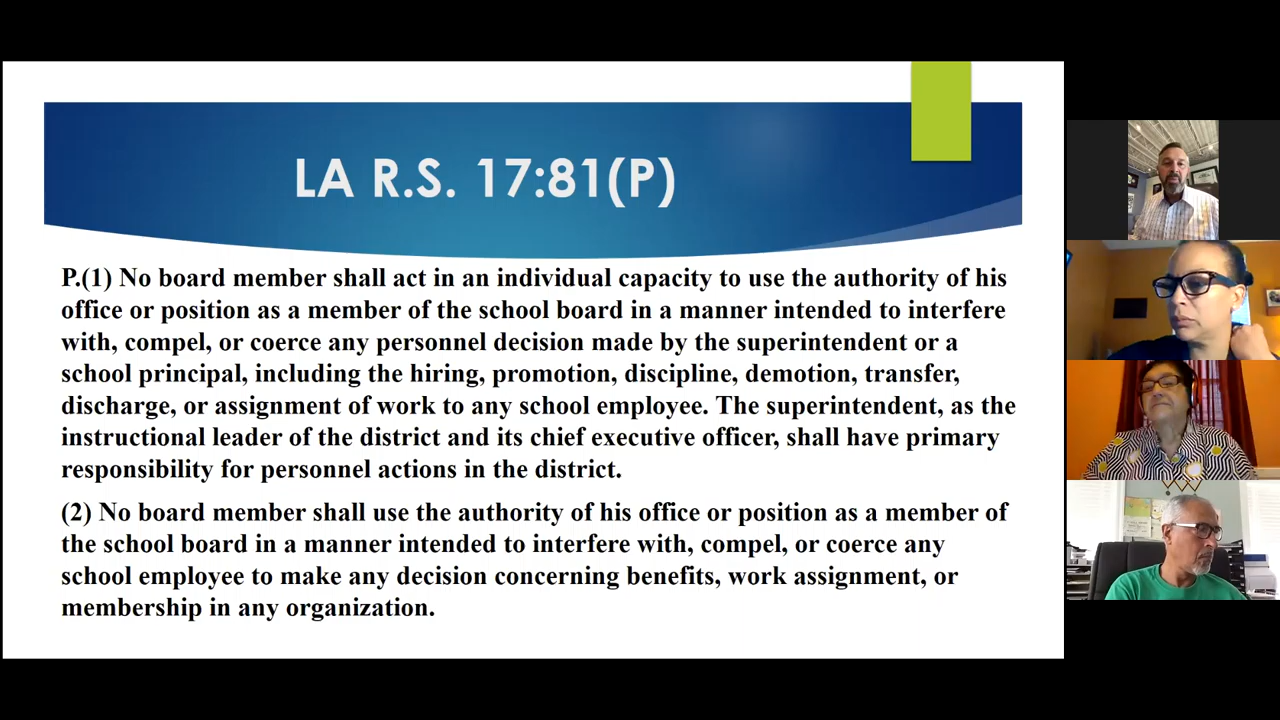 LA R.S. 17:81(P)
P.(1) No board member shall act in an individual capacity to use the authority of his
office or position as a member of the school board in a manner intended to interfere
with, compel, or coerce any personnel decision made by the superintendent or a
school principal, including the hiring, promotion, discipline, demotion, transfer,
discharge, or assignment of work to any school employee. The superintendent, as the
instructional leader of the district and its chief executive officer, shall have primary
responsibility for personnel actions in the district.
(2) No board member shall use the authority of his office or position as a member of
the school board in a manner intended to interfere with, compel, or coerce any
school employee to make any decision concerning benefits, work assignment, or
membership in any organization.